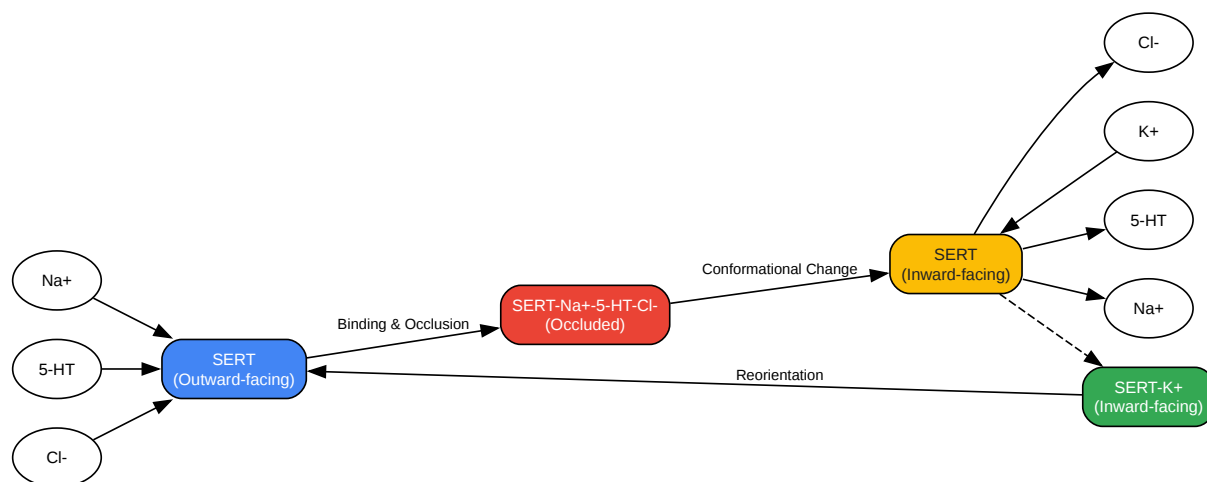 Cl-
K+
5-HT
Na+
SERT
(Inward-facing)
Conformational Change
SERT-Na+-5-HT-Cl-
(Occluded)
Binding & Occlusion
Na+
5-HT
Cl-
SERT
(Outward-facing)
Reorientation
SERT-K+
(Inward-facing)